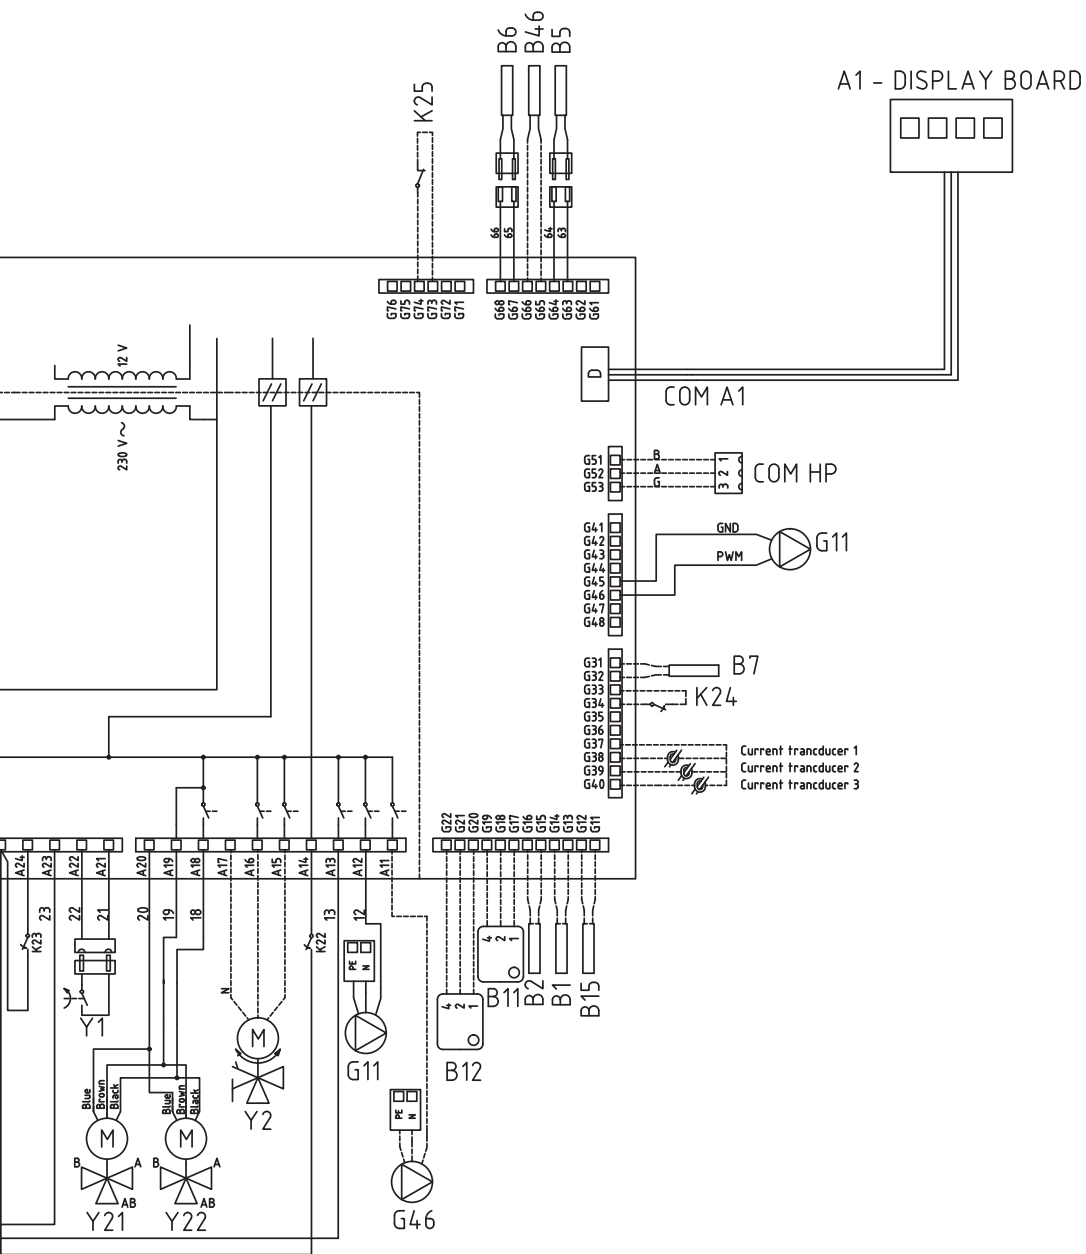 B6
B46
B5
A1 - DISPLAY BOARD
K25
66
65
64
63
G76
G75
G74
G73
G72
G71
G68
G67
G66
G65
G64
G63
G62
G61
12 V
230 V ~
D
COM A1
G51
G52
G53
B
A
G
1
2
3
COM HP
G41
G42
G43
G44
G45
G46
G47
G48
GND
PWM
G11
G31
G32
G33
G34
G35
G36
G37
G38
G39
G40
B7
K24
Current trancducer 1
Current trancducer 2
Current trancducer 3
G22
G21
G20
G19
G18
G17
G16
G15
G14
G13
G12
G11
A24
A23
A22
A21
A20
A19
A18
A17
A16
A15
A14
A13
A12
A11
23
22
21
20
19
18
13
12
K23
K22
PE
N
4
2
1
B11
B2
B1
B15
N
Y1
M
Y2
G11
4
2
1
B12
Blue
Brown
Black
Blue
Brown
Black
PE
N
M
M
B
A
B
A
AB
AB
Y21
Y22
G46